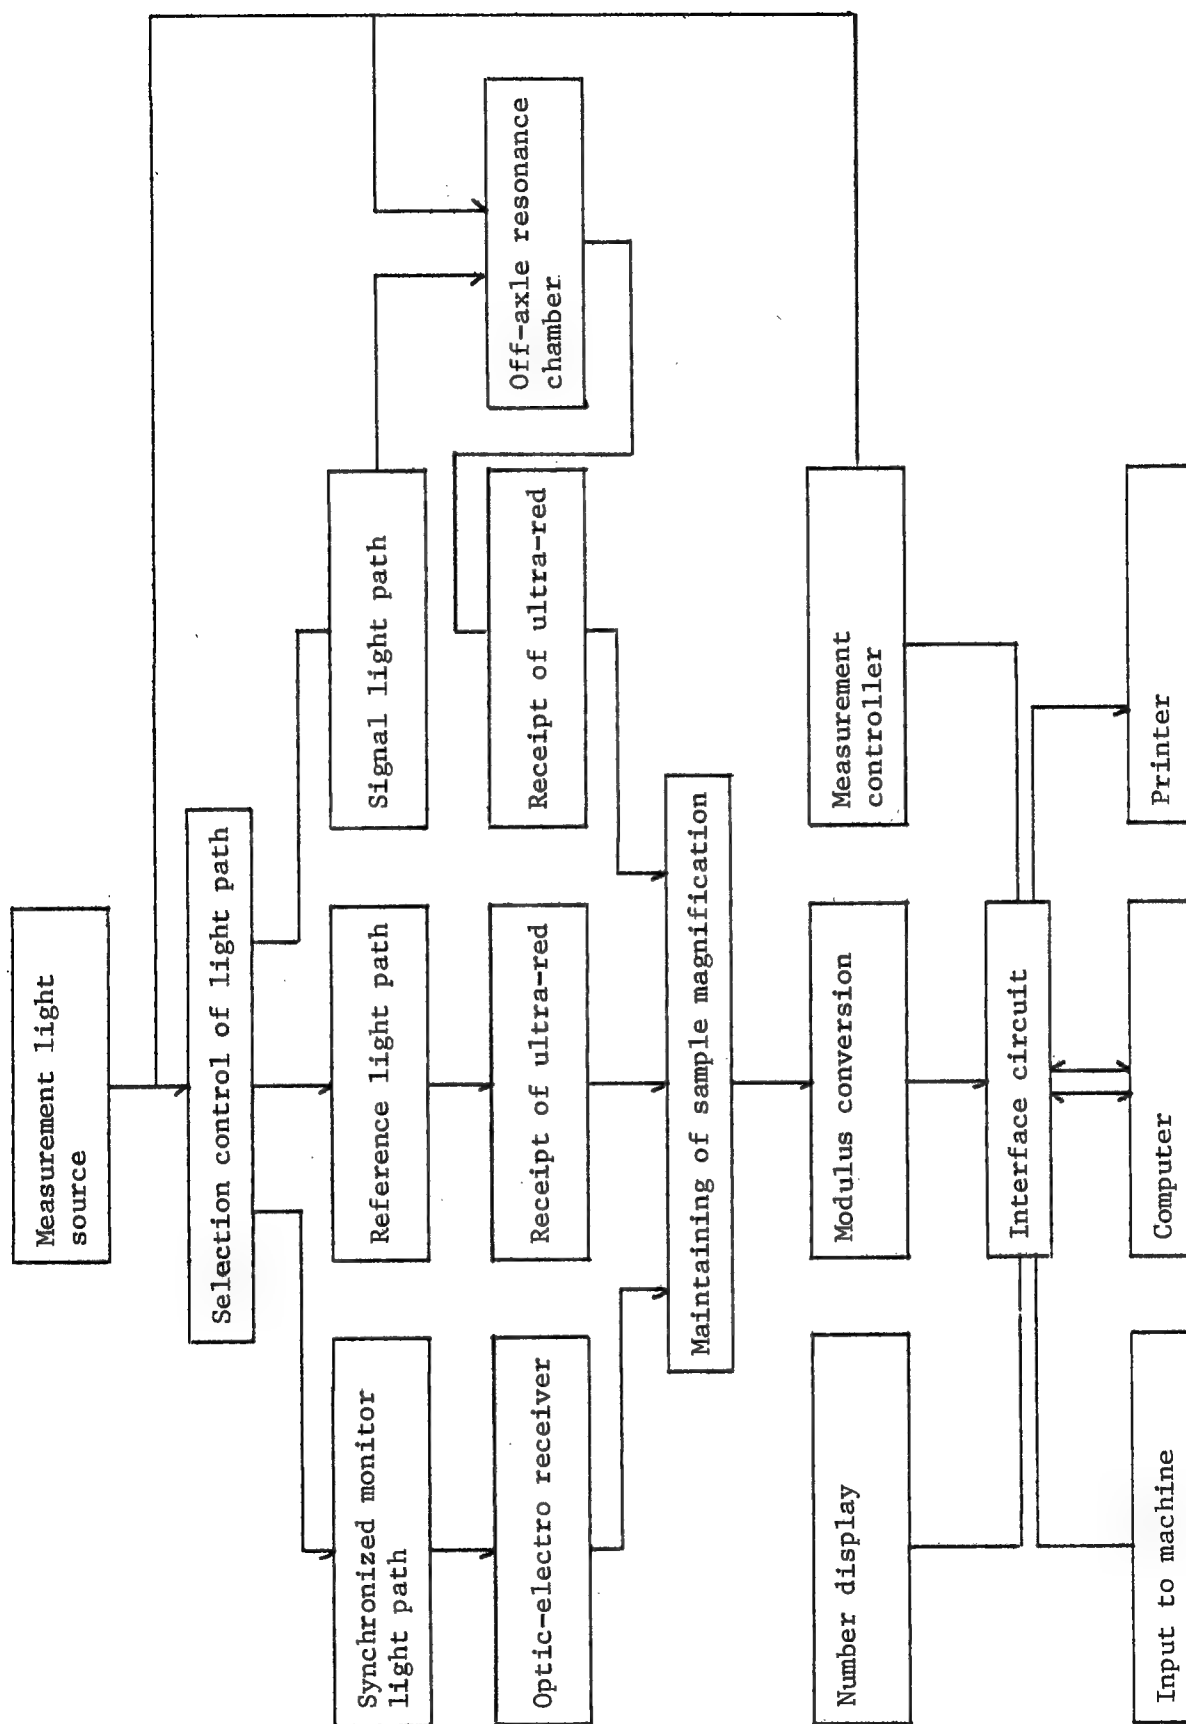 Measurement light
source
Selection control of light path
Synchronized monitor
light path
Reference light path
Signal light path
Optic-electro receiver
Receipt of ultra-red
Receipt of ultra-red
Off-axle resonance
chamber
Maintaining of sample magnification
Number display
Modulus conversion
Measurement
controller
Interface circuit
Input to machine
Computer
Printer